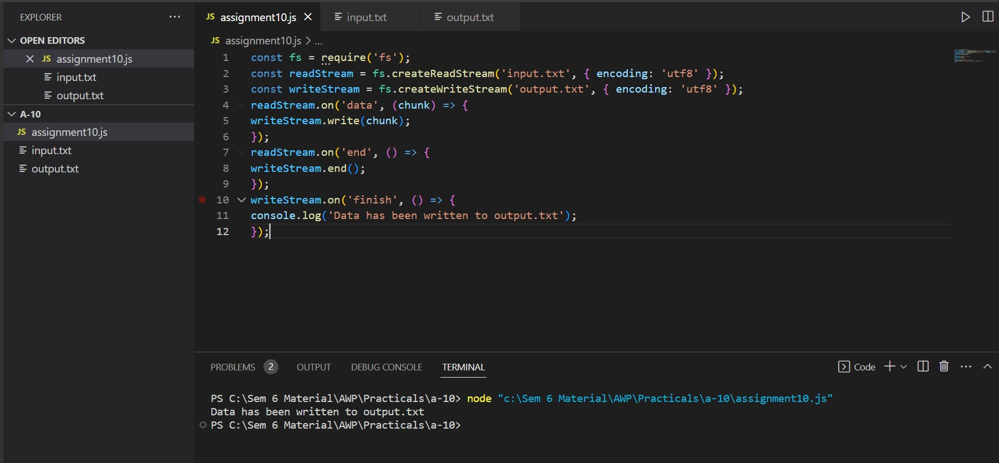 EXPLORER ...
OPEN EDITORS
JS assignment10.js
input.txt
output.txt
A-10
JS assignment10.js
input.txt
output.txt
JS assignment10.js input.txt output.txt
JS assignment10.js > ...
1 const fs = require('fs');
2 const readStream = fs.createReadStream('input.txt', { encoding: 'utf8' });
3 const writeStream = fs.createWriteStream('output.txt', { encoding: 'utf8' });
4 readStream.on('data', (chunk) => {
5 writeStream.write(chunk);
6 });
7 readStream.on('end', () => {
8 writeStream.end();
9 });
10 writeStream.on('finish', () => {
11 console.log('Data has been written to output.txt');
12 });
PROBLEMS 2 OUTPUT DEBUG CONSOLE TERMINAL Code
PS C:\Sem 6 Material\AWP\Practicals\a-10> node "c:\Sem 6 Material\AWP\Practicals\a-10\assignment10.js"
Data has been written to output.txt
PS C:\Sem 6 Material\AWP\Practicals\a-10>